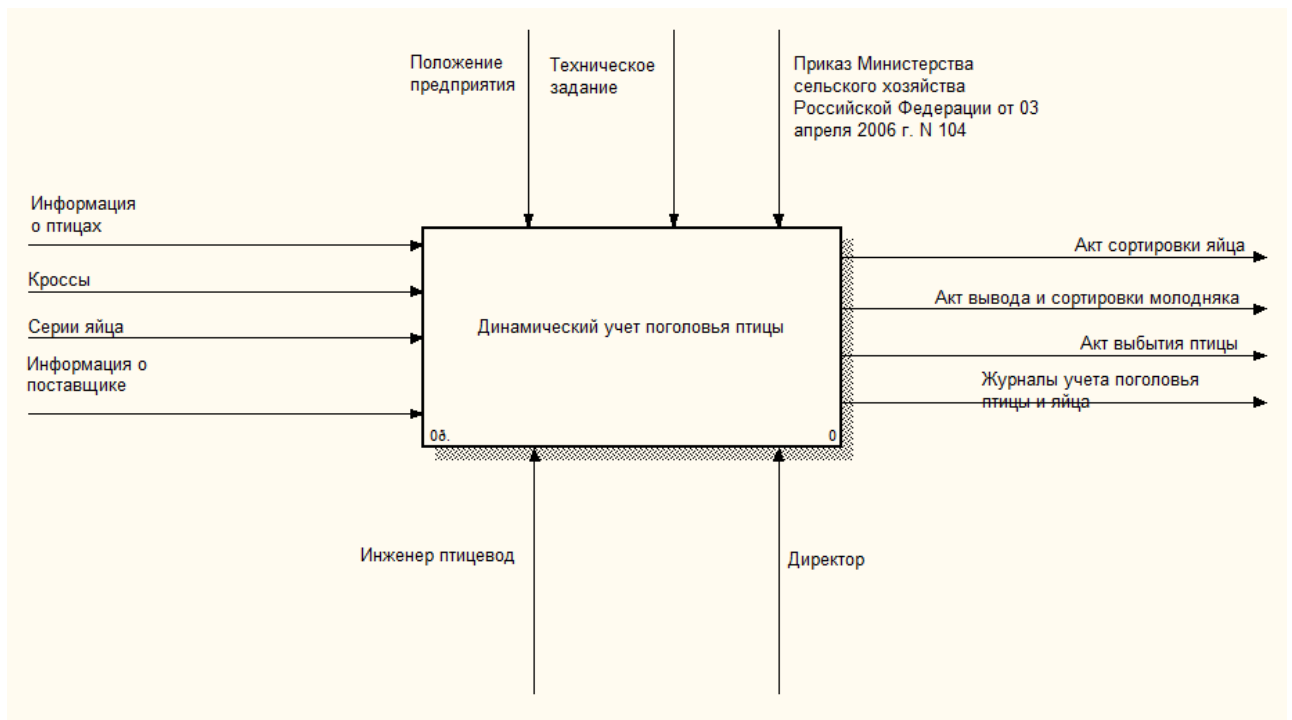 Положение
предприятия
Техническое
задание
Приказ Министерства
сельского хозяйства
Российской Федерации от 03
апреля 2006 г. N 104
Информация
о птицах
Кроссы
Серии яйца
Информация о
поставщике
Динамический учет поголовья птицы
0ð.
0
Акт сортировки яйца
Акт вывода и сортировки молодняка
Акт выбытия птицы
Журналы учета поголовья
птицы и яйца
Инженер птицевод
Директор